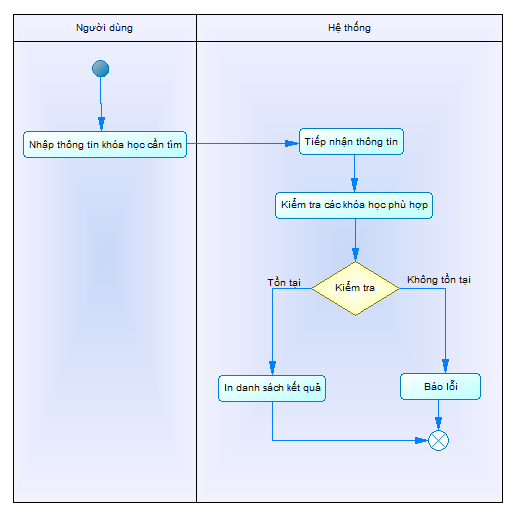 Người dùng
Hệ thống
Nhập thông tin khóa học cần tìm
Tiếp nhận thông tin
Kiểm tra các khóa học phù hợp
Kiểm tra
Tồn tại
Không tồn tại
In danh sách kết quả
Báo lỗi